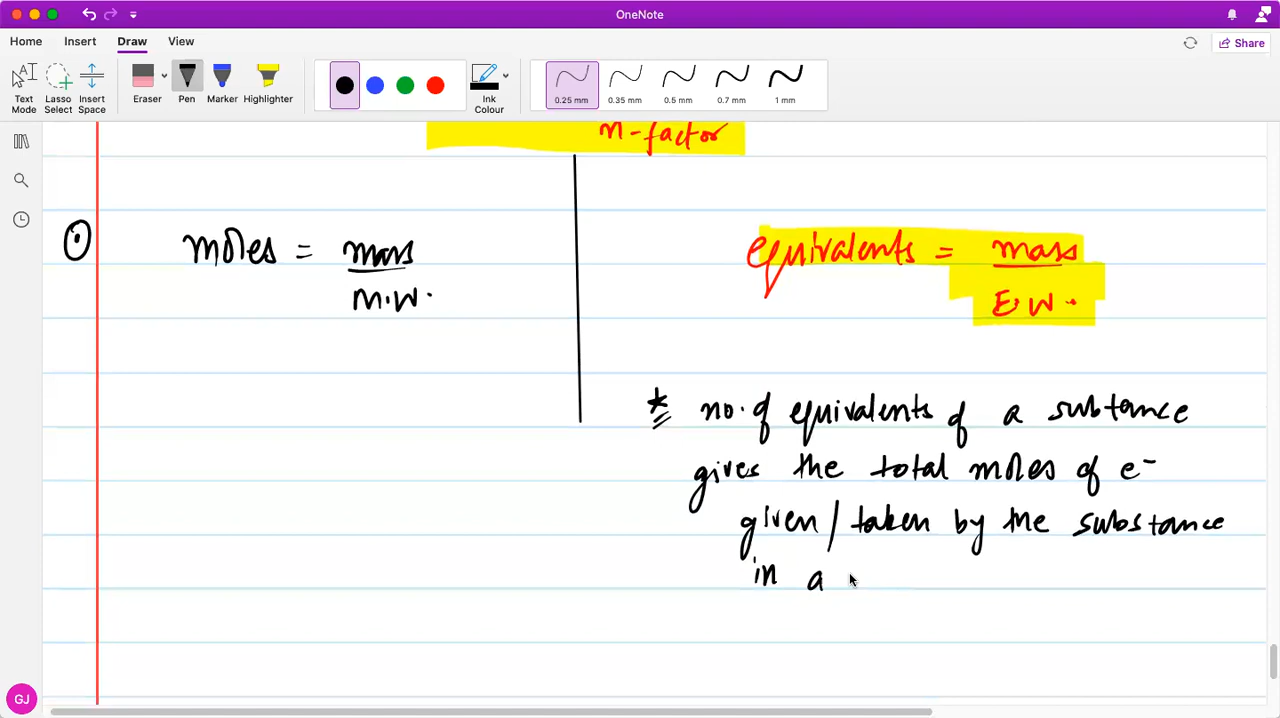 OneNote
Home Insert Draw View
Share
Text Mode
Lasso Select
Insert Space
Eraser
Pen
Marker
Highlighter
Ink Colour
0.25 mm
0.35 mm
0.5 mm
0.7 mm
1 mm
n-factor
moles = mass
M.W.
equivalents = mass
E.W.
* no. of equivalents of a subtance
gives the total moles of e-
given/taken by the substance
in a
GJ